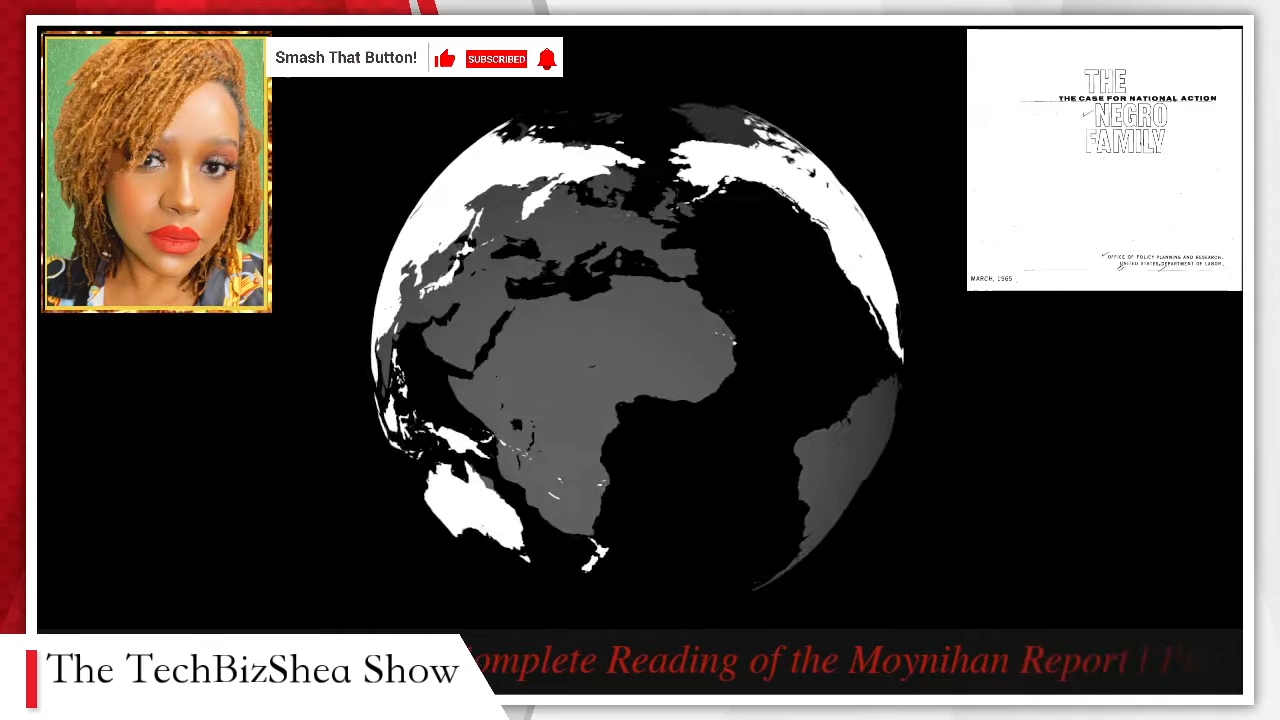 Smash That Button!
SUBSCRIBED
THE
THE CASE FOR NATIONAL ACTION
NEGRO
FAMILY
OFFICE OF POLICY PLANNING AND RESEARCH
UNITED STATES DEPARTMENT OF LABOR
MARCH, 1965
The TechBizShea Show
omplete Reading of the Moynihan Report |